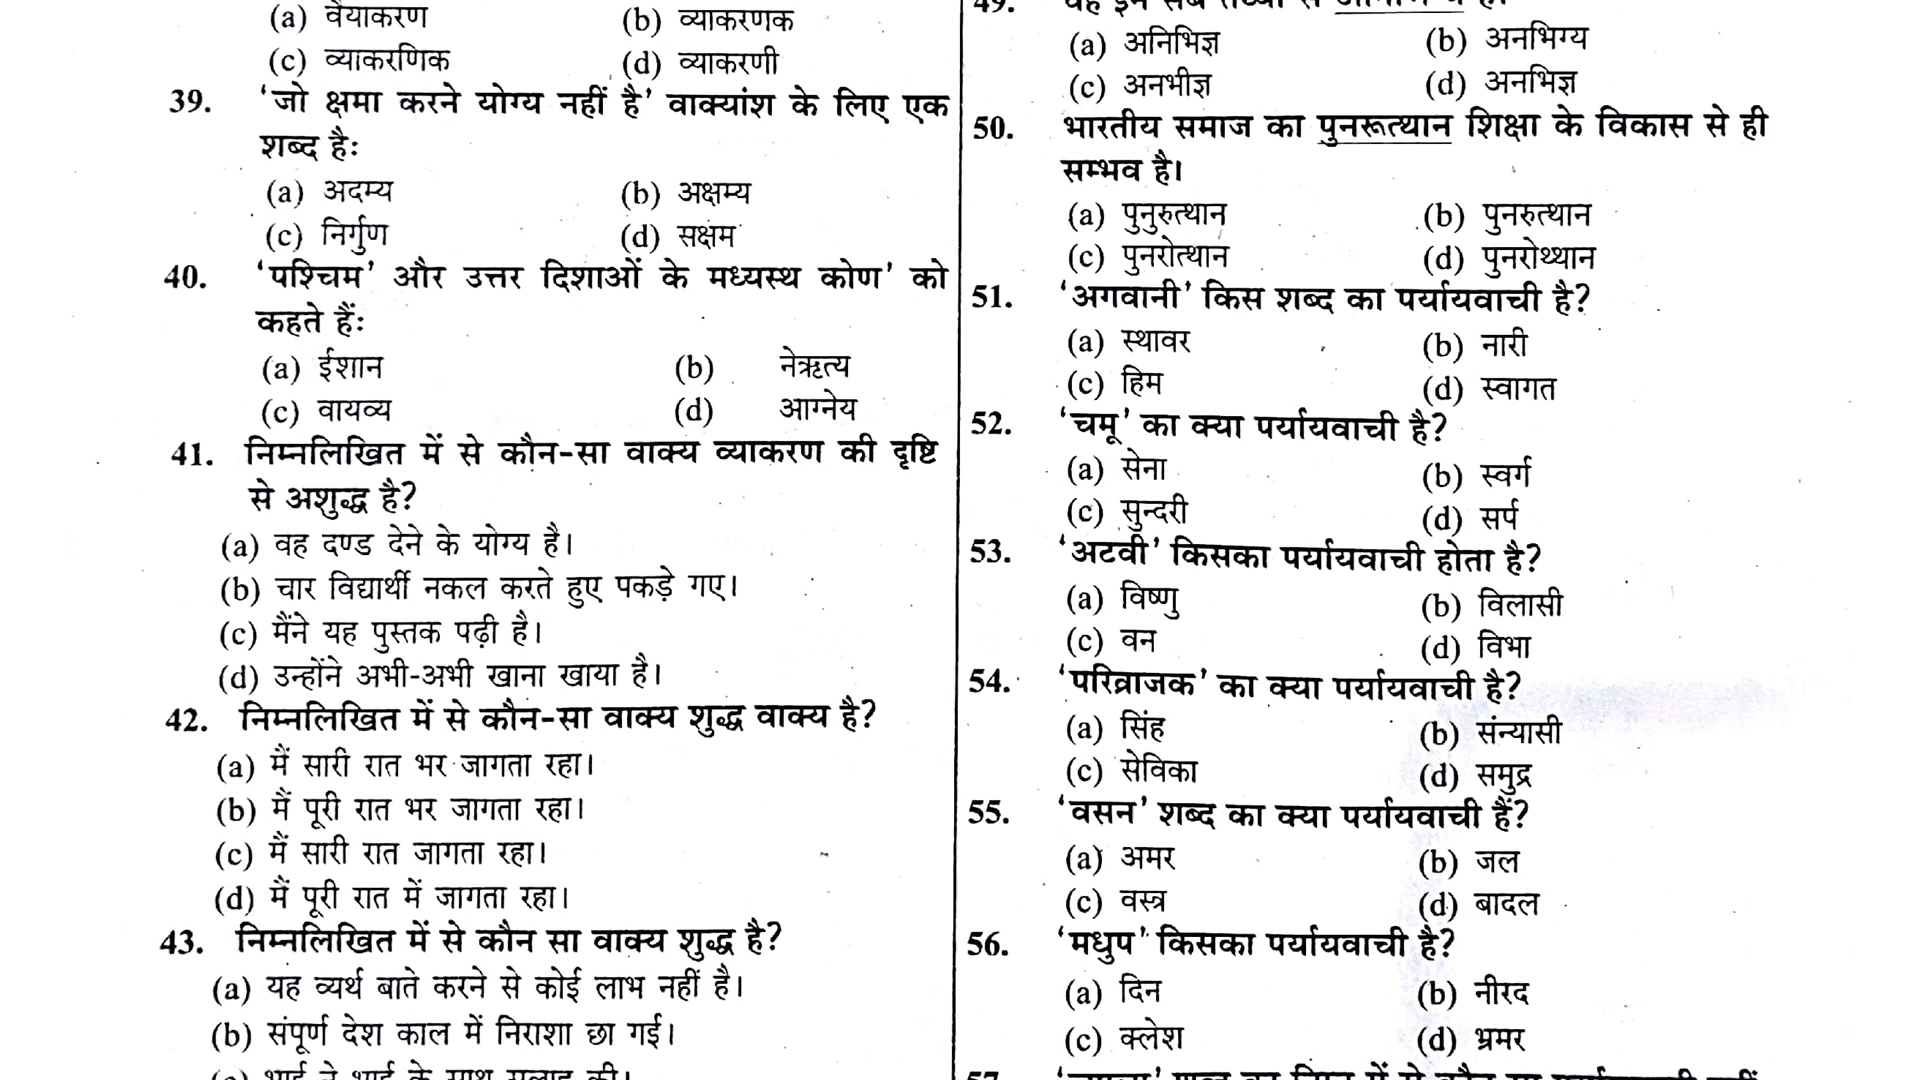 (a) वैयाकरण (b) व्याकरणक
(c) व्याकरणिक (d) व्याकरणी
39. ‘जो क्षमा करने योग्य नहीं है’ वाक्यांश के लिए एक
शब्द हैः
(a) अदम्य (b) अक्षम्य
(c) निर्गुण (d) सक्षम
40. ‘पश्चिम’ और उत्तर दिशाओं के मध्यस्थ कोण’ को
कहते हैंः
(a) ईशान (b) नेऋत्य
(c) वायव्य (d) आग्नेय
41. निम्नलिखित में से कौन-सा वाक्य व्याकरण की दृष्टि
से अशुद्ध है?
(a) वह दण्ड देने के योग्य है।
(b) चार विद्यार्थी नकल करते हुए पकड़े गए।
(c) मैंने यह पुस्तक पढ़ी है।
(d) उन्होंने अभी-अभी खाना खाया है।
42. निम्नलिखित में से कौन-सा वाक्य शुद्ध वाक्य है?
(a) मैं सारी रात भर जागता रहा।
(b) मैं पूरी रात भर जागता रहा।
(c) मैं सारी रात जागता रहा।
(d) मैं पूरी रात में जागता रहा।
43. निम्नलिखित में से कौन सा वाक्य शुद्ध है?
(a) यह व्यर्थ बाते करने से कोई लाभ नहीं है।
(b) संपूर्ण देश काल में निराशा छा गई।
49.
(a) अनिभिज्ञ (b) अनभिग्य
(c) अनभीज्ञ (d) अनभिज्ञ
50. भारतीय समाज का पुनरूत्थान शिक्षा के विकास से ही
सम्भव है।
(a) पुनुरुत्थान (b) पुनरुत्थान
(c) पुनरोत्थान (d) पुनरोथ्थान
51. ‘अगवानी’ किस शब्द का पर्यायवाची है?
(a) स्थावर (b) नारी
(c) हिम (d) स्वागत
52. ‘चमू’ का क्या पर्यायवाची है?
(a) सेना (b) स्वर्ग
(c) सुन्दरी (d) सर्प
53. ‘अटवी’ किसका पर्यायवाची होता है?
(a) विष्णु (b) विलासी
(c) वन (d) विभा
54. ‘परिव्राजक’ का क्या पर्यायवाची है?
(a) सिंह (b) संन्यासी
(c) सेविका (d) समुद्र
55. ‘वसन’ शब्द का क्या पर्यायवाची हैं?
(a) अमर (b) जल
(c) वस्त्र (d) बादल
56. ‘मधुप’ किसका पर्यायवाची है?
(a) दिन (b) नीरद
(c) क्लेश (d) भ्रमर